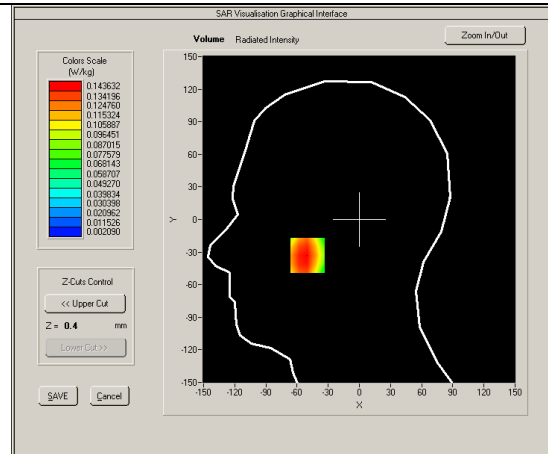 SAR Visualisation Graphical Interface
Volume Radiated Intensity
Zoom In/Out
Colors Scale
(W/kg)
0.143632
0.134196
0.124760
0.115324
0.105887
0.096451
0.087015
0.077579
0.068143
0.058707
0.049270
0.039834
0.030398
0.020962
0.011526
0.002090
Z-Cuts Control
<< Upper Cut
Z = 0.4 mm
Lower Cut >>
SAVE Cancel
150
120
90
60
30
0
-30
-60
-90
-120
-150
Y
-150 -120 -90 -60 -30 0 30 60 90 120 150
X